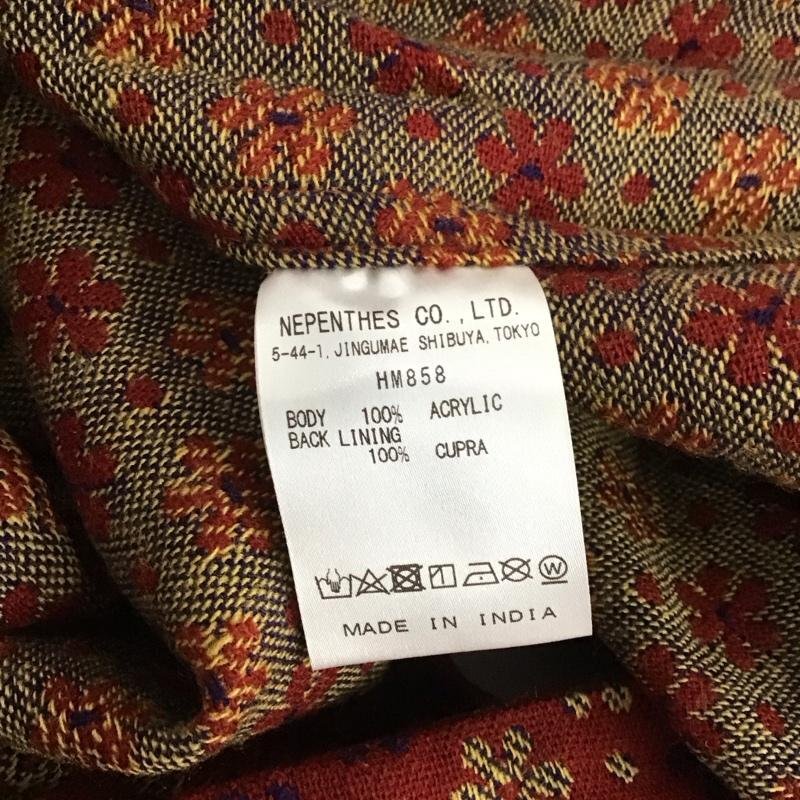 NEPENTHES CO.,LTD.
5-44-1, JINGUMAE SHIBUYA, TOKYO
HM858
BODY 100% ACRYLIC
BACK LINING
100% CUPRA
W
MADE IN INDIA